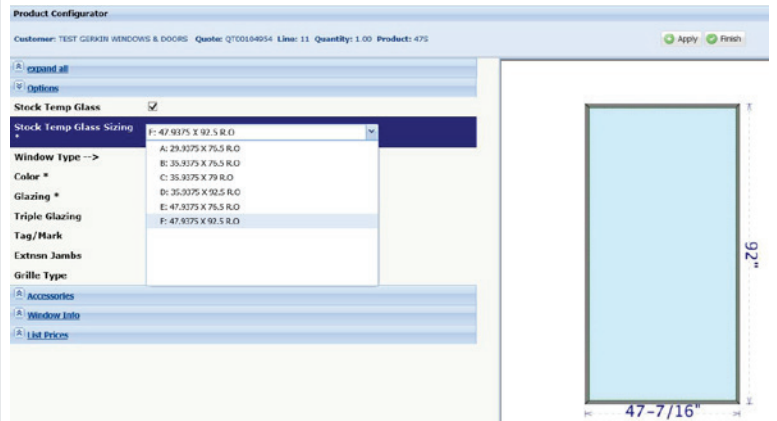 Product Configurator
Customer: TEST GERKIN WINDOWS & DOORS Quote: QT00104954 Line: 11 Quantity: 1.00 Product: 47S
Apply Finish
expand all
Options
Stock Temp Glass
Stock Temp Glass Sizing *
F: 47.9375 X 92.5 R.O
A: 29.9375 X 76.5 R.O
B: 35.9375 X 76.5 R.O
C: 35.9375 X 79 R.O
D: 35.9375 X 92.5 R.O
E: 47.9375 X 76.5 R.O
F: 47.9375 X 92.5 R.O
Window Type -->
Color *
Glazing *
Triple Glazing
Tag/Mark
Extnsn Jambs
Grille Type
Accessories
Window Info
List Prices
92"
47-7/16"